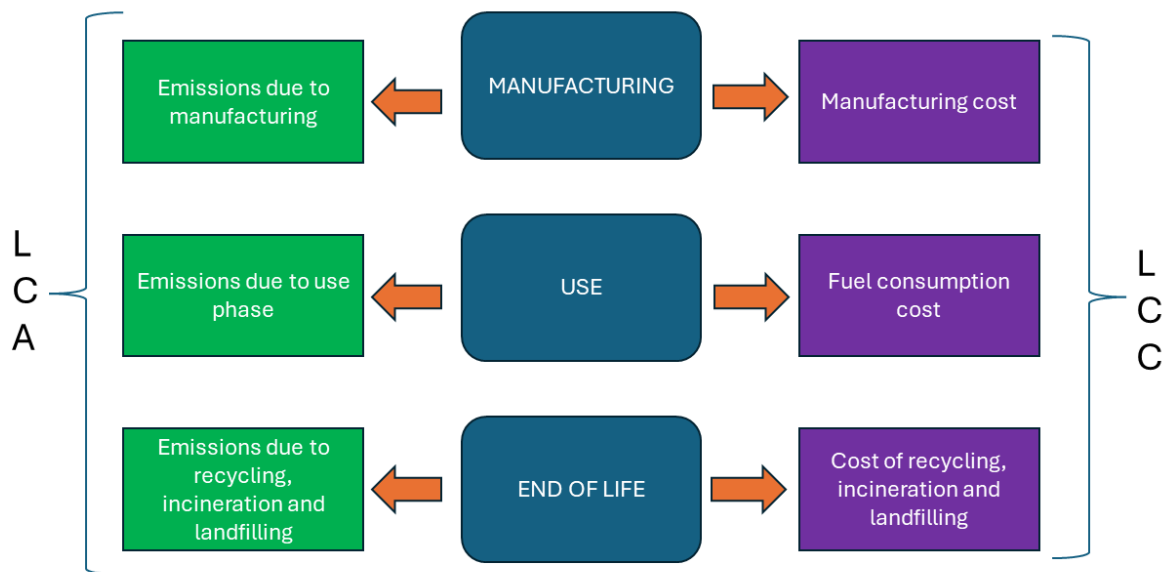 Emissions due to
manufacturing
MANUFACTURING
Manufacturing cost
L
C
A
Emissions due to use
phase
USE
Fuel consumption
cost
L
C
C
Emissions due to
recycling,
incineration and
landfilling
END OF LIFE
Cost of recycling,
incineration and
landfilling